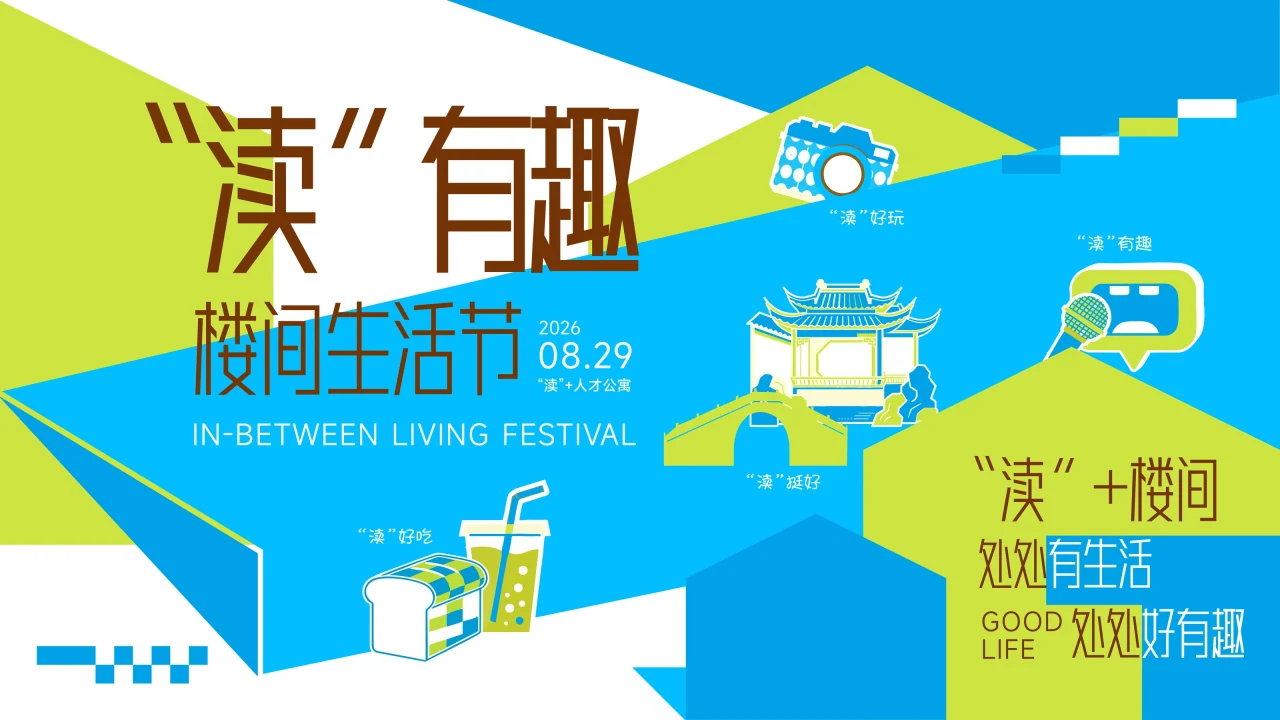 “渎”有趣
楼间生活节
2026
08.29
“渎”+人才公寓
IN-BETWEEN LIVING FESTIVAL
“渎”好玩
“渎”有趣
“渎”挺好
“渎”好吃
“渎”+楼间
处处有生活
GOOD LIFE
处处好有趣